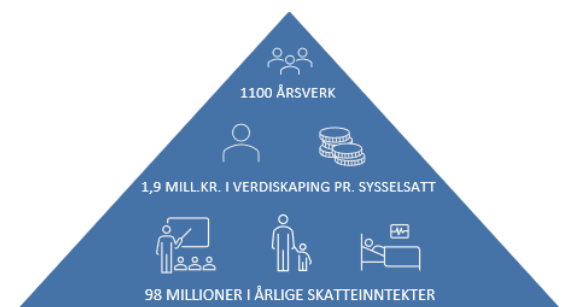 1100 ÅRSVERK
1,9 MILL.KR. I VERDISKAPING PR. SYSSELSATT
98 MILLIONER I ÅRLIGE SKATTEINNTEKTER